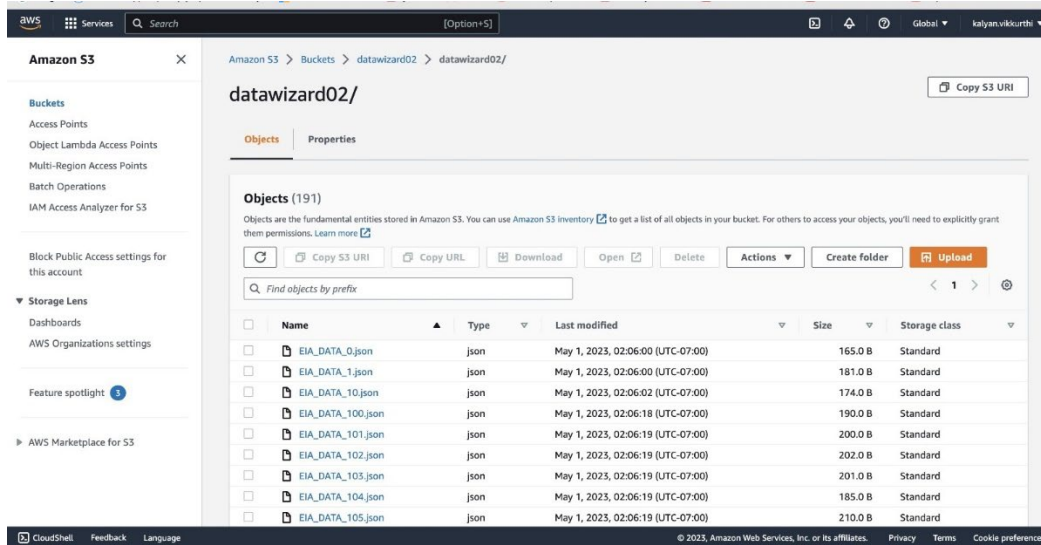 aws Services Search [Option+S] Global kalyan.vikkurthi
Amazon S3
Buckets
Access Points
Object Lambda Access Points
Multi-Region Access Points
Batch Operations
IAM Access Analyzer for S3
Block Public Access settings for
this account
Storage Lens
Dashboards
AWS Organizations settings
Feature spotlight 3
AWS Marketplace for S3
Amazon S3 > Buckets > datawizard02 > datawizard02/
datawizard02/
Copy S3 URI
Objects Properties
Objects (191)
Objects are the fundamental entities stored in Amazon S3. You can use Amazon S3 inventory to get a list of all objects in your bucket. For others to access your objects, you'll need to explicitly grant
them permissions. Learn more
Copy S3 URI Copy URL Download Open Delete Actions Create folder Upload
Find objects by prefix
< 1 >
Name Type Last modified Size Storage class
EIA_DATA_0.json json May 1, 2023, 02:06:00 (UTC-07:00) 165.0 B Standard
EIA_DATA_1.json json May 1, 2023, 02:06:00 (UTC-07:00) 181.0 B Standard
EIA_DATA_10.json json May 1, 2023, 02:06:02 (UTC-07:00) 174.0 B Standard
EIA_DATA_100.json json May 1, 2023, 02:06:18 (UTC-07:00) 190.0 B Standard
EIA_DATA_101.json json May 1, 2023, 02:06:19 (UTC-07:00) 200.0 B Standard
EIA_DATA_102.json json May 1, 2023, 02:06:19 (UTC-07:00) 202.0 B Standard
EIA_DATA_103.json json May 1, 2023, 02:06:19 (UTC-07:00) 201.0 B Standard
EIA_DATA_104.json json May 1, 2023, 02:06:19 (UTC-07:00) 185.0 B Standard
EIA_DATA_105.json json May 1, 2023, 02:06:19 (UTC-07:00) 210.0 B Standard
CloudShell Feedback Language © 2023, Amazon Web Services, Inc. or its affiliates. Privacy Terms Cookie preference